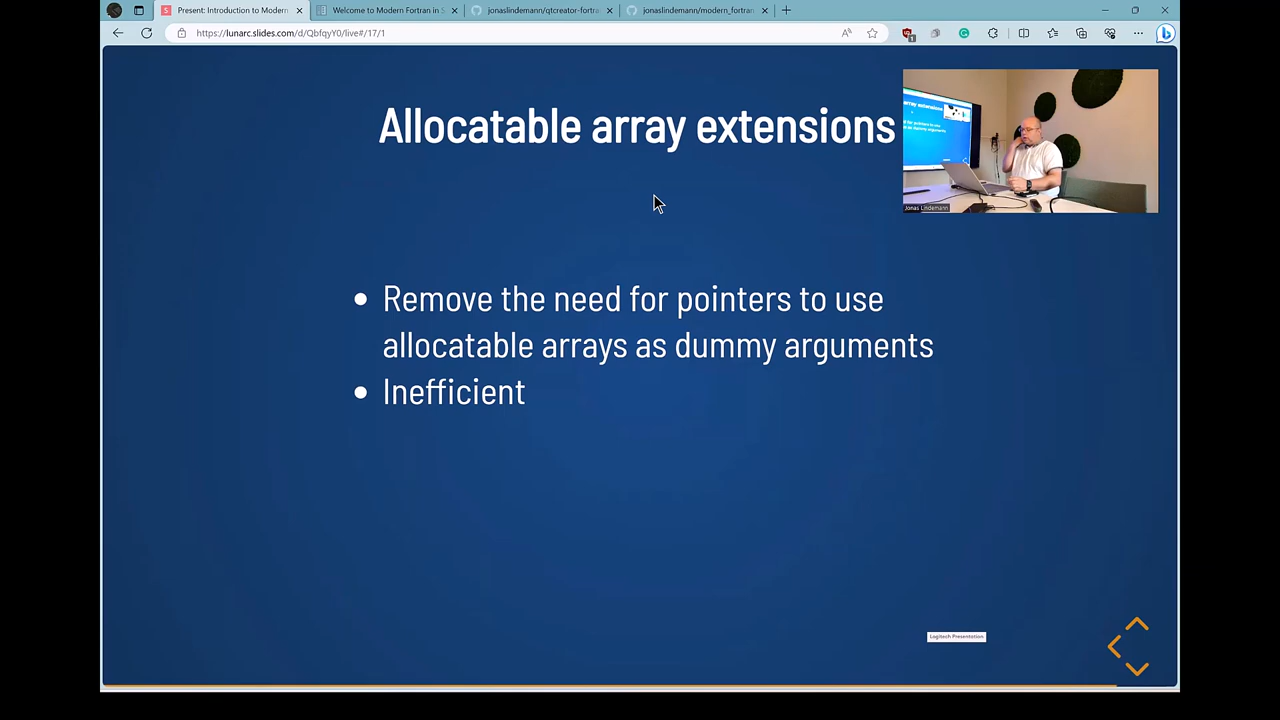 Present: Introduction to Modern
Welcome to Modern Fortran in S
jonaslindemann/qtcreator-fortra
jonaslindemann/modern_fortran
https://lunarc.slides.com/d/QbfqyY0/live#/17/1
Allocatable array extensions
Jonas Lindemann
• Remove the need for pointers to use
allocatable arrays as dummy arguments
• Inefficient
Logitech Presentation